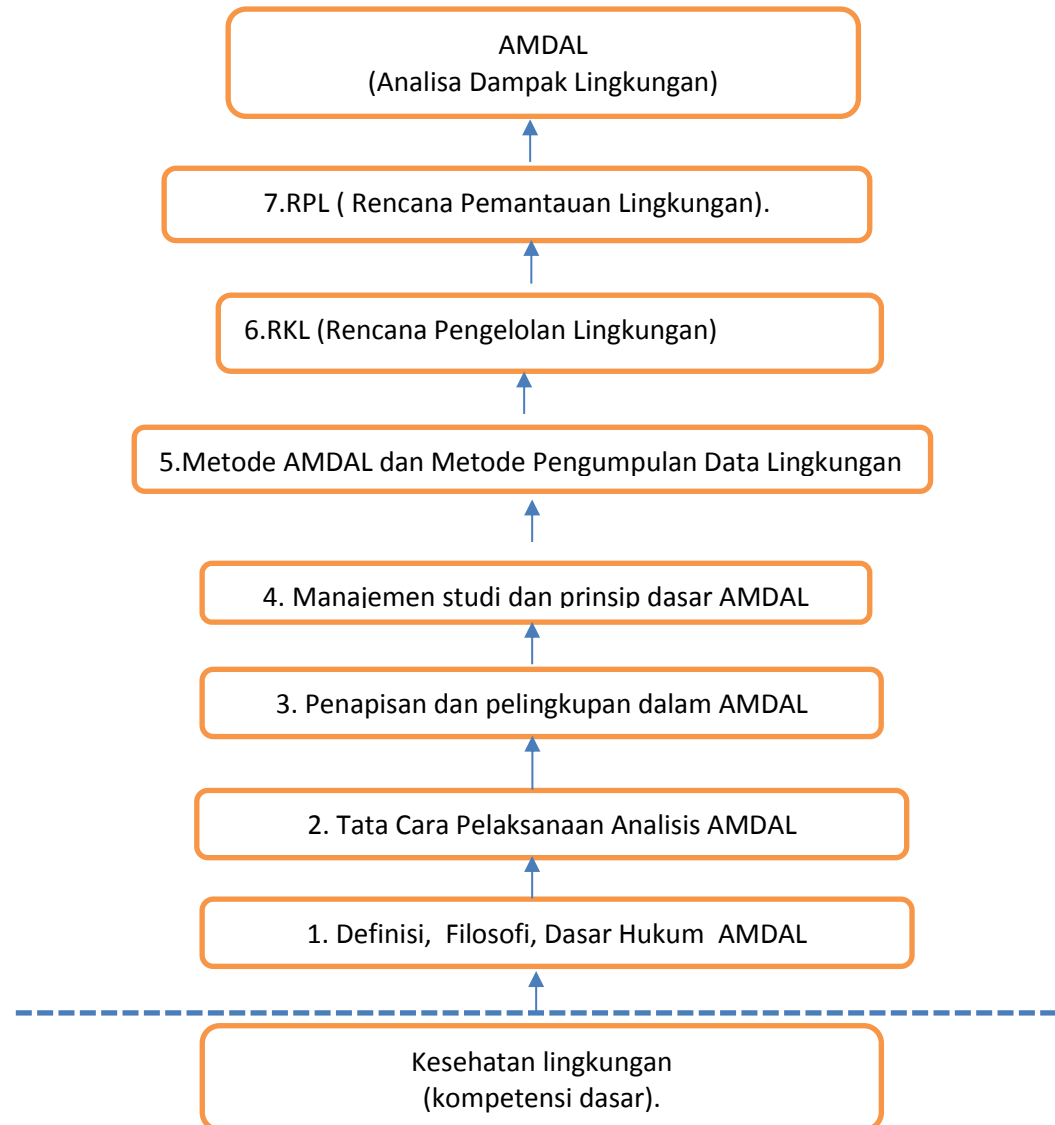 AMDAL
(Analisa Dampak Lingkungan)
7.RPL ( Rencana Pemantauan Lingkungan).
6.RKL (Rencana Pengelolan Lingkungan)
5.Metode AMDAL dan Metode Pengumpulan Data Lingkungan
4. Manajemen studi dan prinsip dasar AMDAL
3. Penapisan dan pelingkupan dalam AMDAL
2. Tata Cara Pelaksanaan Analisis AMDAL
1. Definisi, Filosofi, Dasar Hukum AMDAL
Kesehatan lingkungan
(kompetensi dasar).